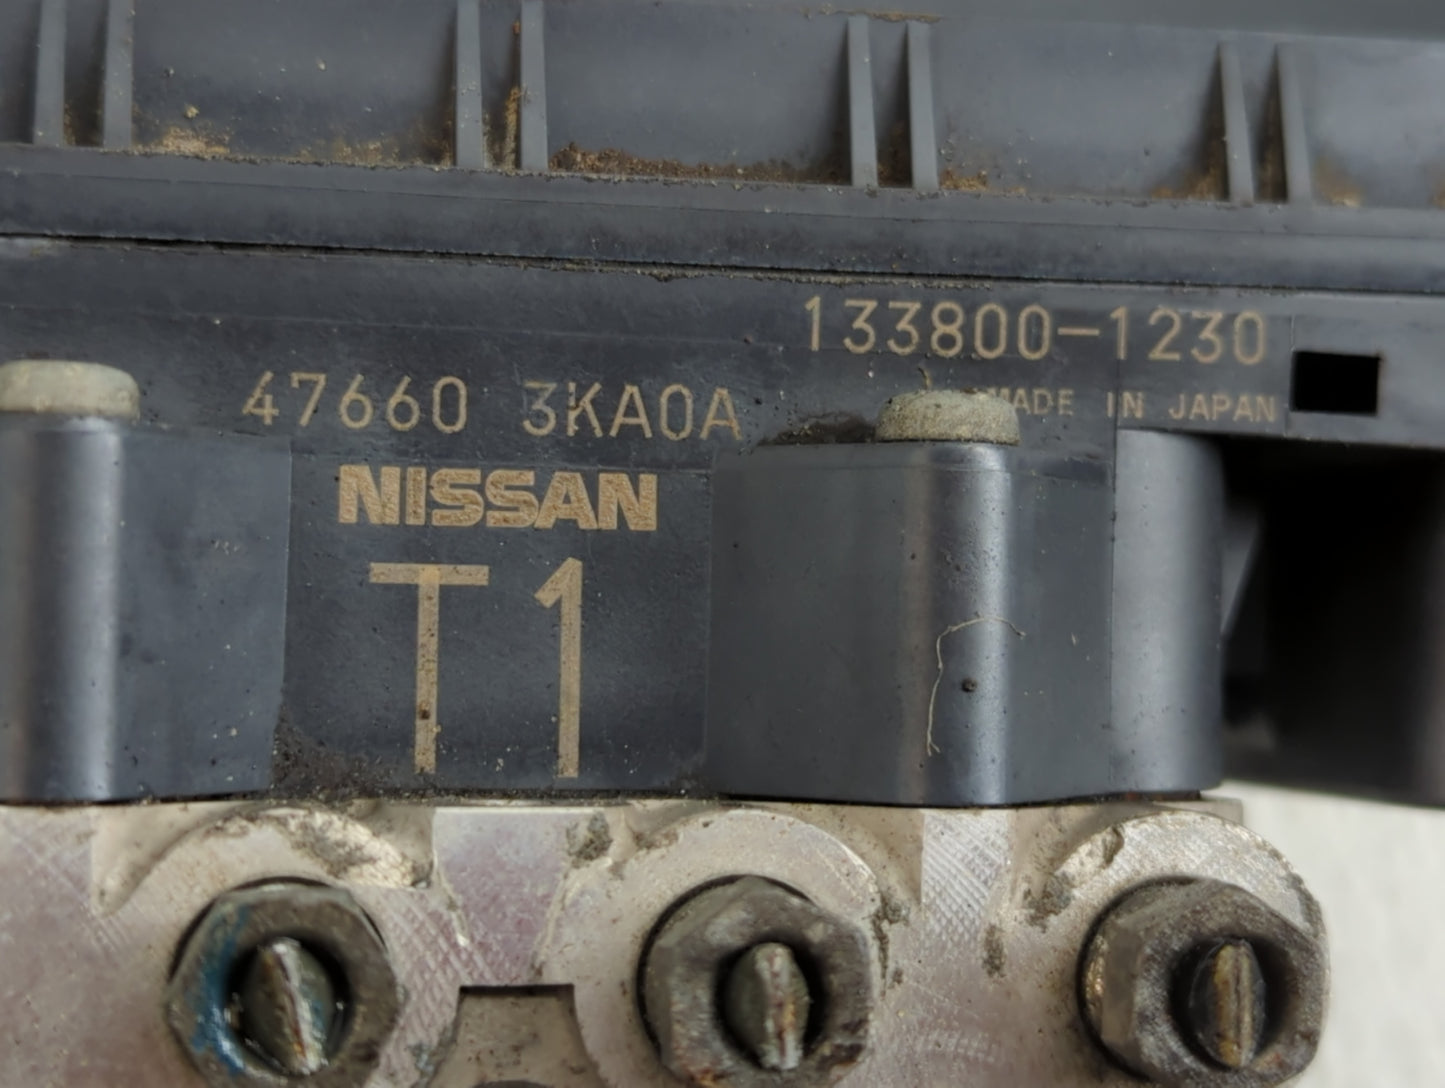 133800-1230
47660 3KA0A
MADE IN JAPAN
NISSAN
T1